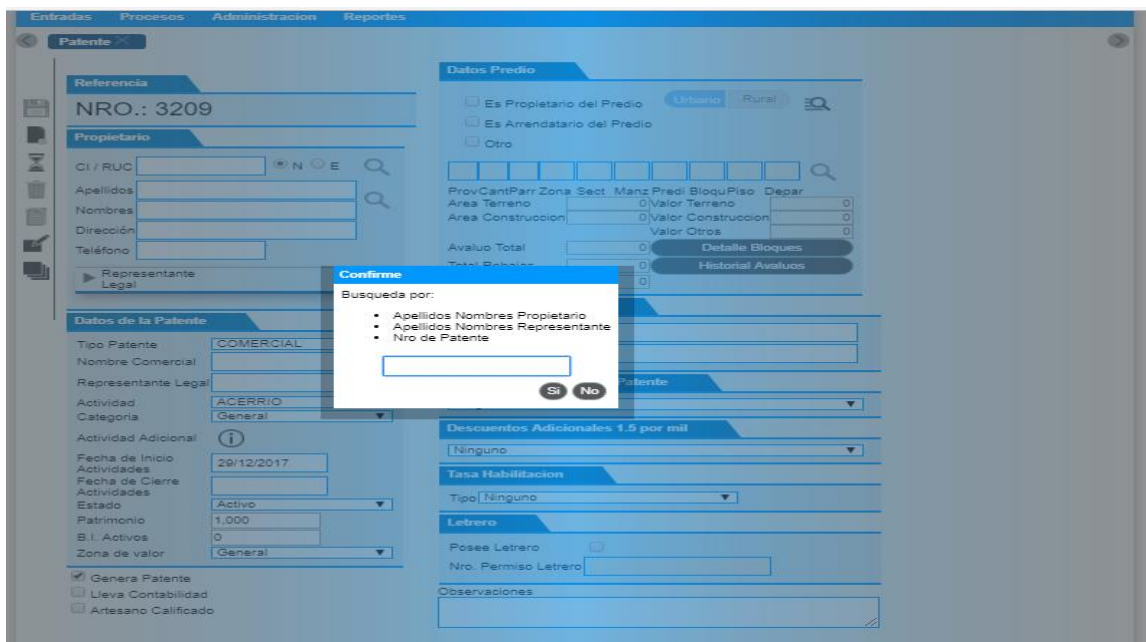 Entradas Procesos Administracion Reportes
Patente
Referencia
NRO.: 3209
Propietario
CI / RUC N E
Apellidos
Nombres
Dirección
Teléfono
Representante
Legal
Datos de la Patente
Tipo Patente COMERCIAL
Nombre Comercial
Representante Legal
Actividad ACERRIO
Categoria General
Actividad Adicional
Fecha de Inicio
Actividades 29/12/2017
Fecha de Cierre
Actividades
Estado Activo
Patrimonio 1,000
B.I. Activos 0
Zona de valor General
Genera Patente
Lleva Contabilidad
Artesano Calificado
Datos Predio
Es Propietario del Predio Urbano Rural
Es Arrendatario del Predio
Otro
ProvCantParr Zona Sect Manz Predi BloquPiso Depar
Area Terreno 0 Valor Terreno 0
Area Construccion 0 Valor Construccion 0
Valor Otros 0
Avaluo Total 0 Detalle Bloques
Total Rebajas 0 Historial Avaluos
0
Confirme
Busqueda por:
• Apellidos Nombres Propietario
• Apellidos Nombres Representante
• Nro de Patente
Si No
Patente
Descuentos Adicionales 1.5 por mil
Ninguno
Tasa Habilitacion
Tipo Ninguno
Letrero
Posee Letrero
Nro. Permiso Letrero
Observaciones